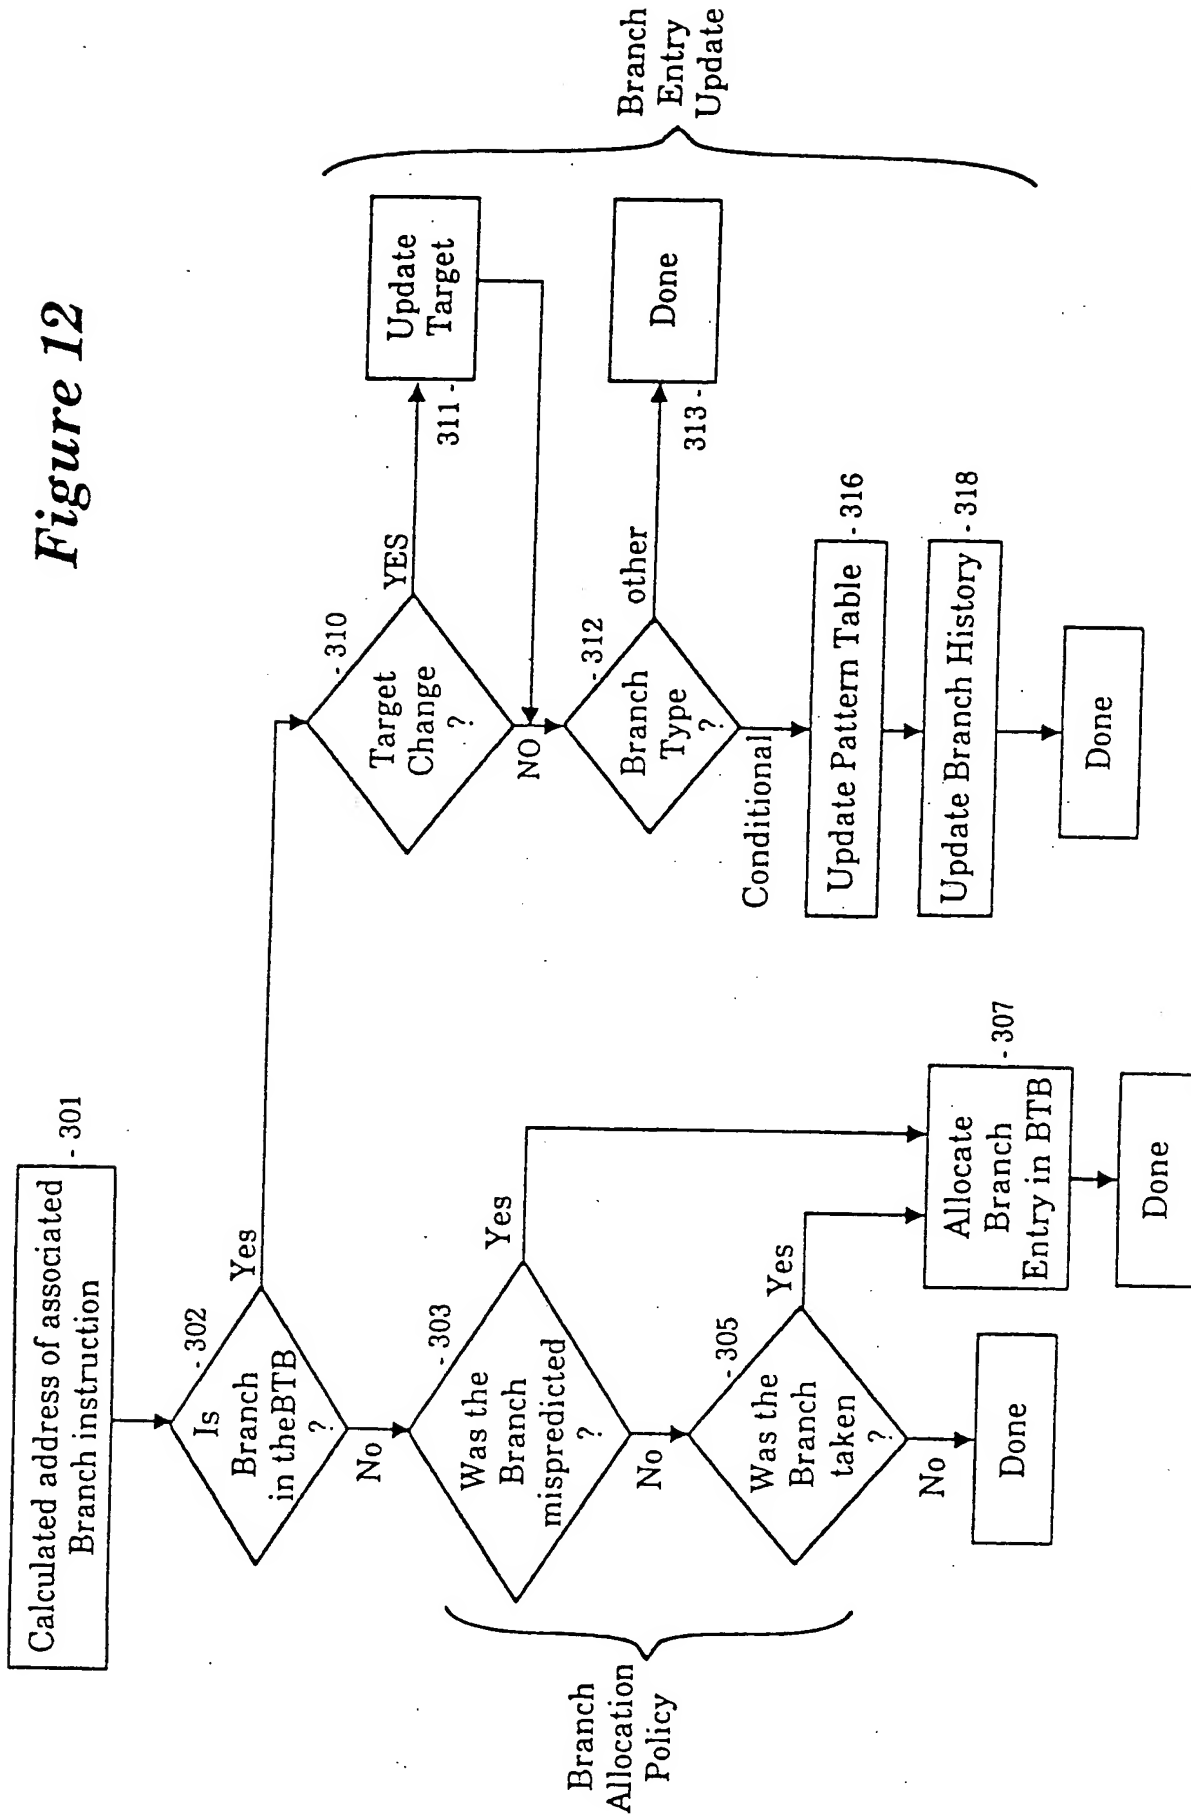 Figure 12
Calculated address of associated
Branch instruction
-301
Is
Branch
in theBTB
?
-302
Yes
No
Was the
Branch
mispredicted
?
-303
Yes
No
Was the
Branch
taken
?
-305
Yes
No
Done
Allocate
Branch
Entry in BTB
-307
Done
Branch
Allocation
Policy
Target
Change
?
-310
YES
NO
Update
Target
311-
Branch
Type
?
-312
other
Conditional
Done
313-
Update Pattern Table
-316
Update Branch History
-318
Done
Branch
Entry
Update